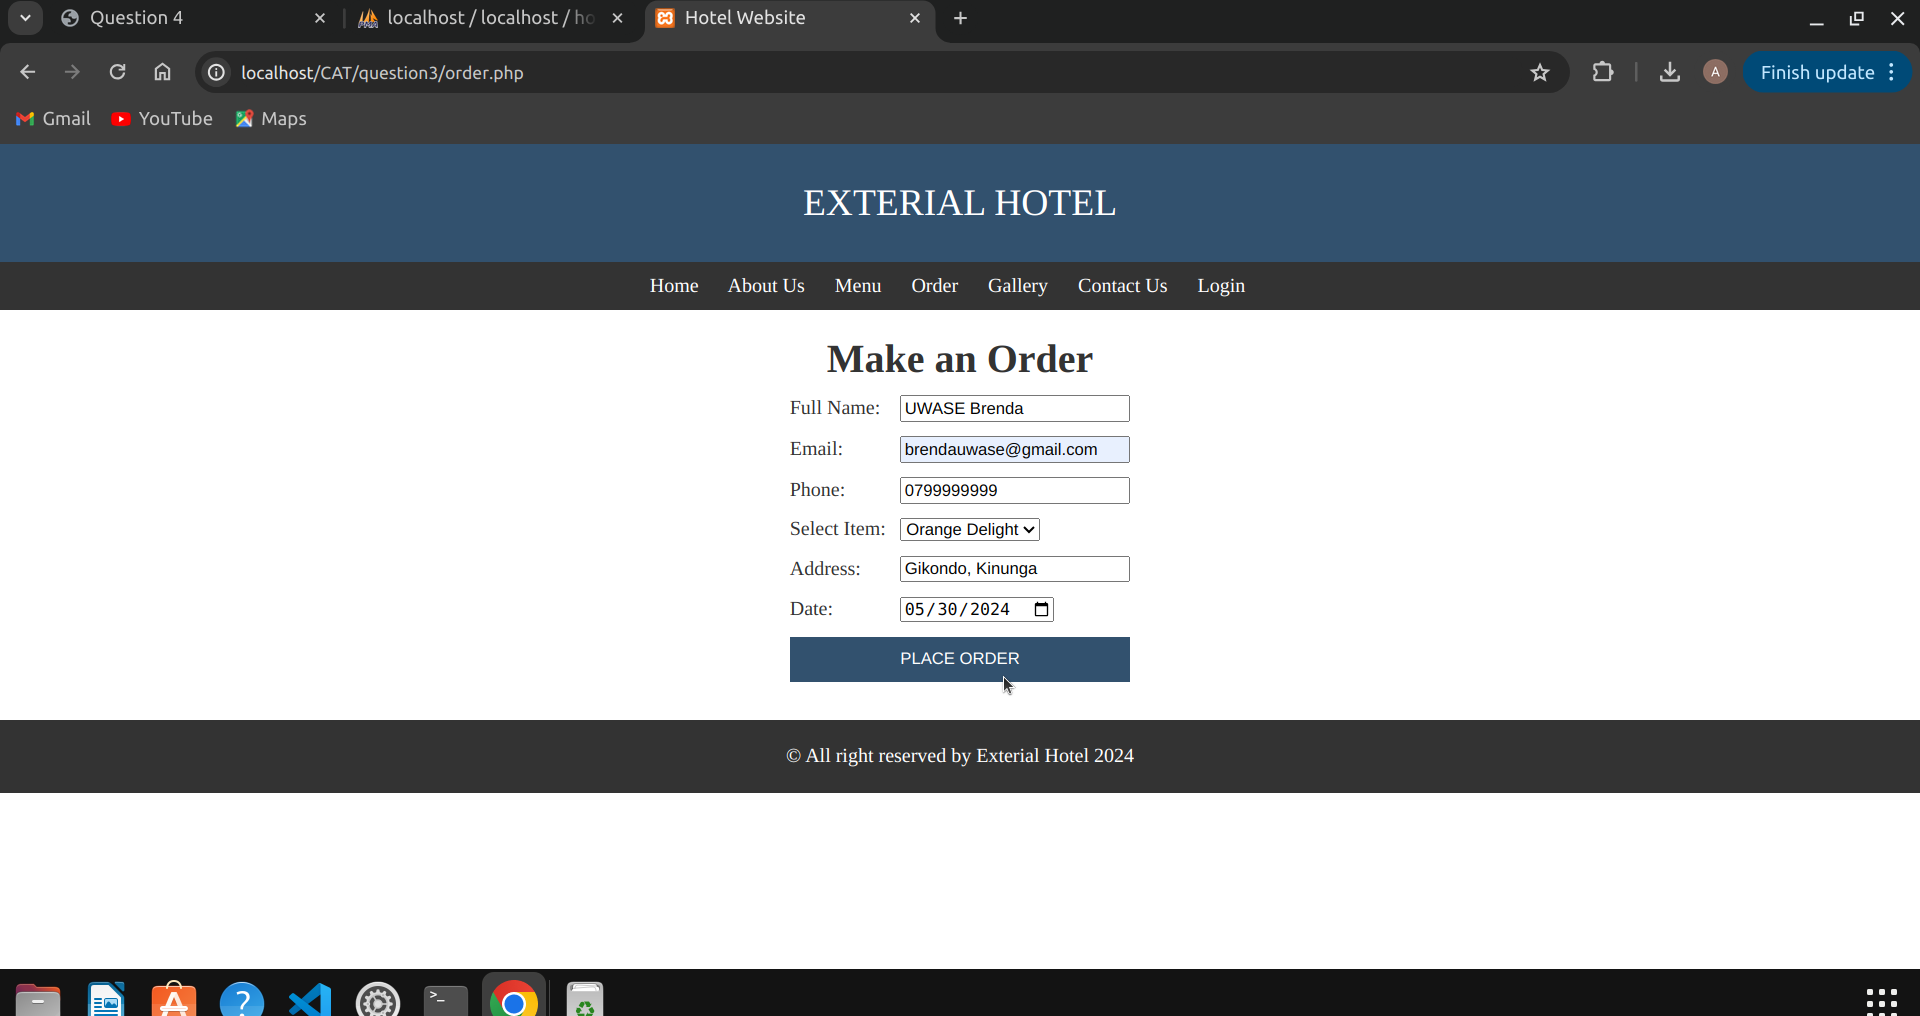 Question 4
localhost / localhost / ho
Hotel Website
localhost/CAT/question3/order.php
A
Finish update
Gmail
YouTube
Maps
EXTERIAL HOTEL
Home About Us Menu Order Gallery Contact Us Login
Make an Order
Full Name: UWASE Brenda
Email: brendauwase@gmail.com
Phone: 0799999999
Select Item: Orange Delight
Address: Gikondo, Kinunga
Date: 05/30/2024
PLACE ORDER
© All right reserved by Exterial Hotel 2024